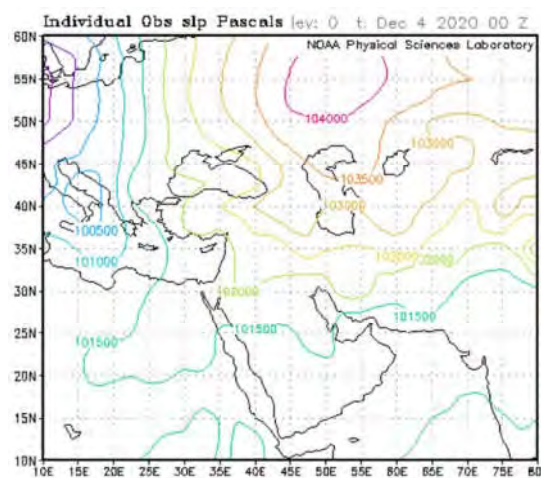 Individual Obs slp Pascals lev: 0 t: Dec 4 2020 00 Z
NOAA Physical Sciences Laboratory
60N
55N
50N
45N
40N
35N
30N
25N
20N
15N
10N
104000
103000
103500
103000
100500
101000
102000
101500
101500
101500
10E 15E 20E 25E 30E 35E 40E 45E 50E 55E 60E 65E 70E 75E 80